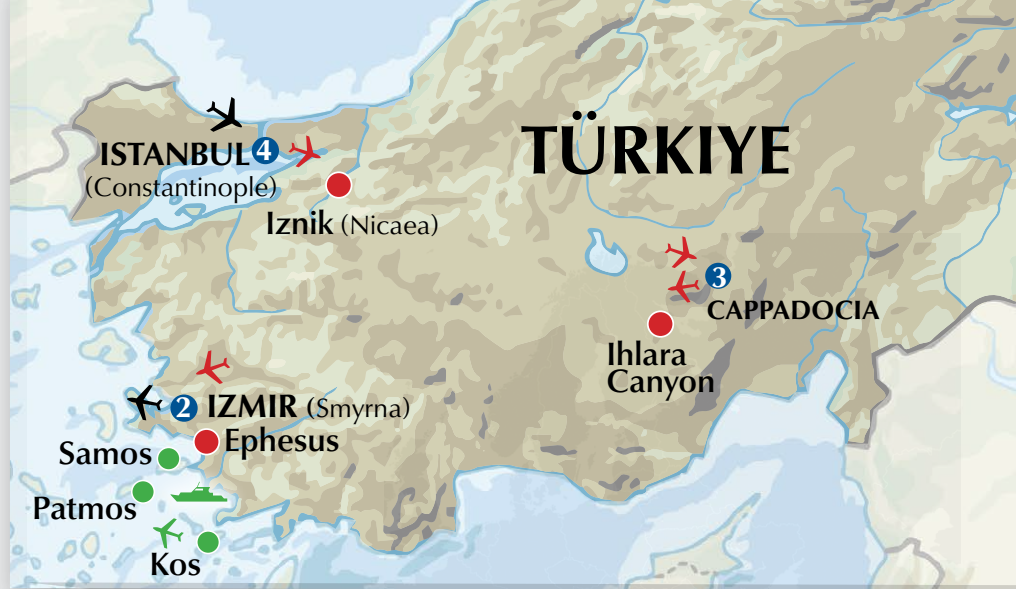 TÜRKIYE
ISTANBUL 4
(Constantinople)
Iznik (Nicaea)
3
CAPPADOCIA
Ihlara
Canyon
2 IZMIR (Smyrna)
Ephesus
Samos
Patmos
Kos